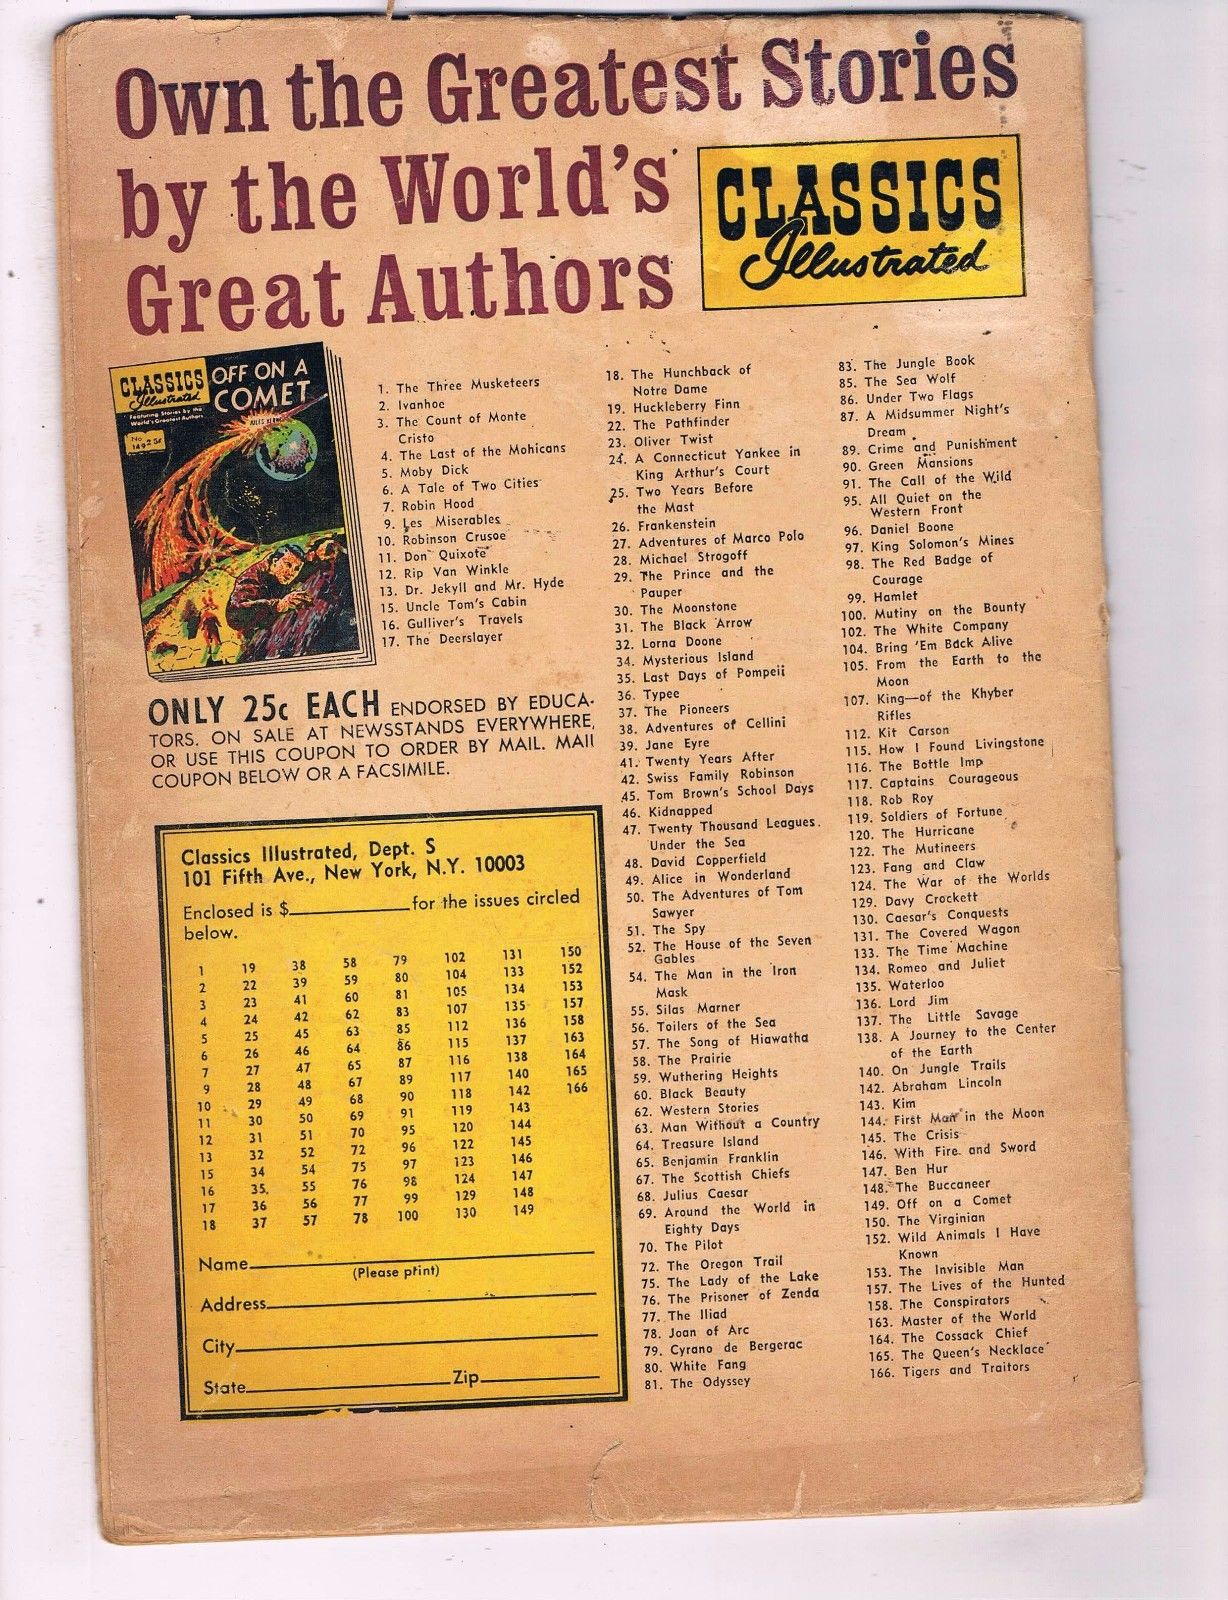 Own the Greatest Stories
by the World's
Great Authors
CLASSICS
Illustrated
CLASSICS
Illustrated
Featuring Stories by the
World's Greatest Authors
OFF ON A
COMET
No.
149
JULES VERNE
1. The Three Musketeers
2. Ivanhoe
3. The Count of Monte
Cristo
4. The Last of the Mohicans
5. Moby Dick
6. A Tale of Two Cities
7. Robin Hood
9. Les Miserables
10. Robinson Crusoe
11. Don Quixote
12. Rip Van Winkle
13. Dr. Jekyll and Mr. Hyde
15. Uncle Tom's Cabin
16. Gulliver's Travels
17. The Deerslayer
ONLY 25c EACH ENDORSED BY EDUCA-
TORS. ON SALE AT NEWSSTANDS EVERYWHERE,
OR USE THIS COUPON TO ORDER BY MAIL. MAIL
COUPON BELOW OR A FACSIMILE.
Classics Illustrated, Dept. S
101 Fifth Ave., New York, N.Y. 10003
Enclosed is $ for the issues circled
below.
1 19 38 58 79 102 131 150
2 22 39 59 80 104 133 152
3 23 41 60 81 105 134 153
4 24 42 62 83 107 135 157
5 25 45 63 85 112 136 158
6 26 46 64 86 115 137 163
7 27 47 65 87 116 138 164
9 28 48 67 89 117 140 165
10 29 49 68 90 118 142 166
11 30 50 69 91 119 143
12 31 51 70 95 120 144
13 32 52 72 96 122 145
15 34 54 75 97 123 146
16 35 55 76 98 124 147
17 36 56 77 99 129 148
18 37 57 78 100 130 149
Name
(Please print)
Address
City
State Zip
18. The Hunchback of
Notre Dame
19. Huckleberry Finn
22. The Pathfinder
23. Oliver Twist
24. A Connecticut Yankee in
King Arthur's Court
25. Two Years Before
the Mast
26. Frankenstein
27. Adventures of Marco Polo
28. Michael Strogoff
29. The Prince and the
Pauper
30. The Moonstone
31. The Black Arrow
32. Lorna Doone
34. Mysterious Island
35. Last Days of Pompeii
36. Typee
37. The Pioneers
38. Adventures of Cellini
39. Jane Eyre
41. Twenty Years After
42. Swiss Family Robinson
45. Tom Brown's School Days
46. Kidnapped
47. Twenty Thousand Leagues
Under the Sea
48. David Copperfield
49. Alice in Wonderland
50. The Adventures of Tom
Sawyer
51. The Spy
52. The House of the Seven
Gables
54. The Man in the Iron
Mask
55. Silas Marner
56. Toilers of the Sea
57. The Song of Hiawatha
58. The Prairie
59. Wuthering Heights
60. Black Beauty
62. Western Stories
63. Man Without a Country
64. Treasure Island
65. Benjamin Franklin
67. The Scottish Chiefs
68. Julius Caesar
69. Around the World in
Eighty Days
70. The Pilot
72. The Oregon Trail
75. The Lady of the Lake
76. The Prisoner of Zenda
77. The Iliad
78. Joan of Arc
79. Cyrano de Bergerac
80. White Fang
81. The Odyssey
83. The Jungle Book
85. The Sea Wolf
86. Under Two Flags
87. A Midsummer Night's
Dream
89. Crime and Punishment
90. Green Mansions
91. The Call of the Wild
95. All Quiet on the
Western Front
96. Daniel Boone
97. King Solomon's Mines
98. The Red Badge of
Courage
99. Hamlet
100. Mutiny on the Bounty
102. The White Company
104. Bring 'Em Back Alive
105. From the Earth to the
Moon
107. King—of the Khyber
Rifles
112. Kit Carson
115. How I Found Livingstone
116. The Bottle Imp
117. Captains Courageous
118. Rob Roy
119. Soldiers of Fortune
120. The Hurricane
122. The Mutineers
123. Fang and Claw
124. The War of the Worlds
129. Davy Crockett
130. Caesar's Conquests
131. The Covered Wagon
133. The Time Machine
134. Romeo and Juliet
135. Waterloo
136. Lord Jim
137. The Little Savage
138. A Journey to the Center
of the Earth
140. On Jungle Trails
142. Abraham Lincoln
143. Kim
144. First Man in the Moon
145. The Crisis
146. With Fire and Sword
147. Ben Hur
148. The Buccaneer
149. Off on a Comet
150. The Virginian
152. Wild Animals I Have
Known
153. The Invisible Man
157. The Lives of the Hunted
158. The Conspirators
163. Master of the World
164. The Cossack Chief
165. The Queen's Necklace
166. Tigers and Traitors